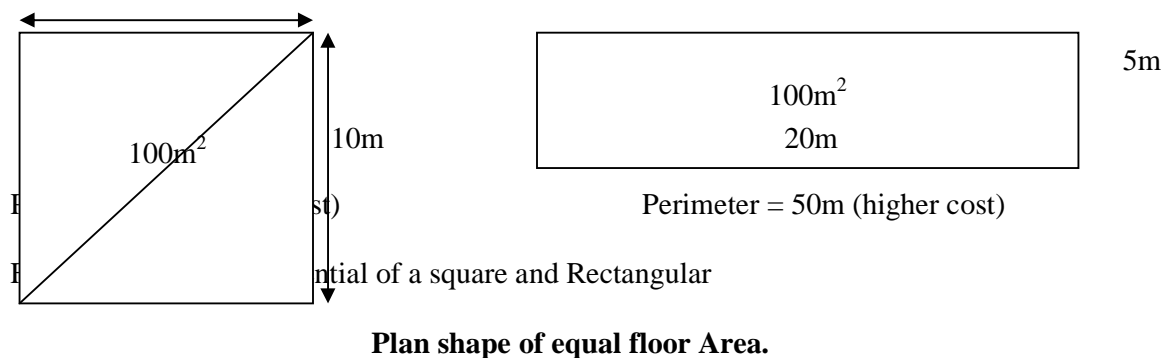 5m
100m²
20m
10m
100m²
st)
Perimeter = 50m (higher cost)
ntial of a square and Rectangular
Plan shape of equal floor Area.